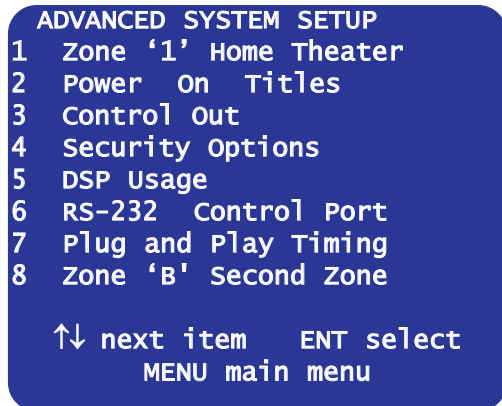 ADVANCED SYSTEM SETUP
1 Zone ‘1’ Home Theater
2 Power On Titles
3 Control Out
4 Security Options
5 DSP Usage
6 RS-232 Control Port
7 Plug and Play Timing
8 Zone ‘B' Second Zone
↑↓ next item ENT select
MENU main menu